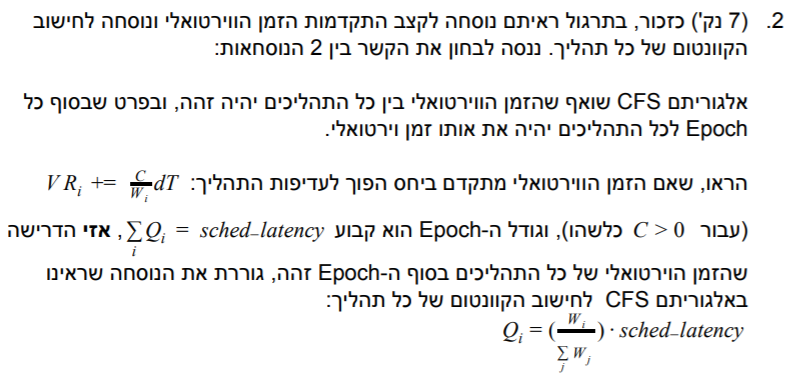 2. (7 נק') כזכור, בתרגול ראיתם נוסחה לקצב התקדמות הזמן הווירטואלי ונוסחה לחישוב
הקוונטום של כל תהליך. ננסה לבחון את הקשר בין 2 הנוסחאות:
אלגוריתם CFS שואף שהזמן הווירטואלי בין כל התהליכים יהיה זהה, ובפרט שבסוף כל
Epoch לכל התהליכים יהיה את אותו זמן וירטואלי.
הראו, שאם הזמן הווירטואלי מתקדם ביחס הפוך לעדיפות התהליך: $VR_i \mathrel{+}= \frac{C}{W_i}dT$
(עבור $C > 0$ כלשהו), וגודל ה-Epoch הוא קבוע $\sum_i Q_i = sched\_latency$, אזי הדרישה
שהזמן הוירטואלי של כל התהליכים בסוף ה-Epoch זהה, גוררת את הנוסחה שראינו
באלגוריתם CFS לחישוב הקוונטום של כל תהליך:
$Q_i = (\frac{W_i}{\sum_j W_j}) \cdot sched\_latency$